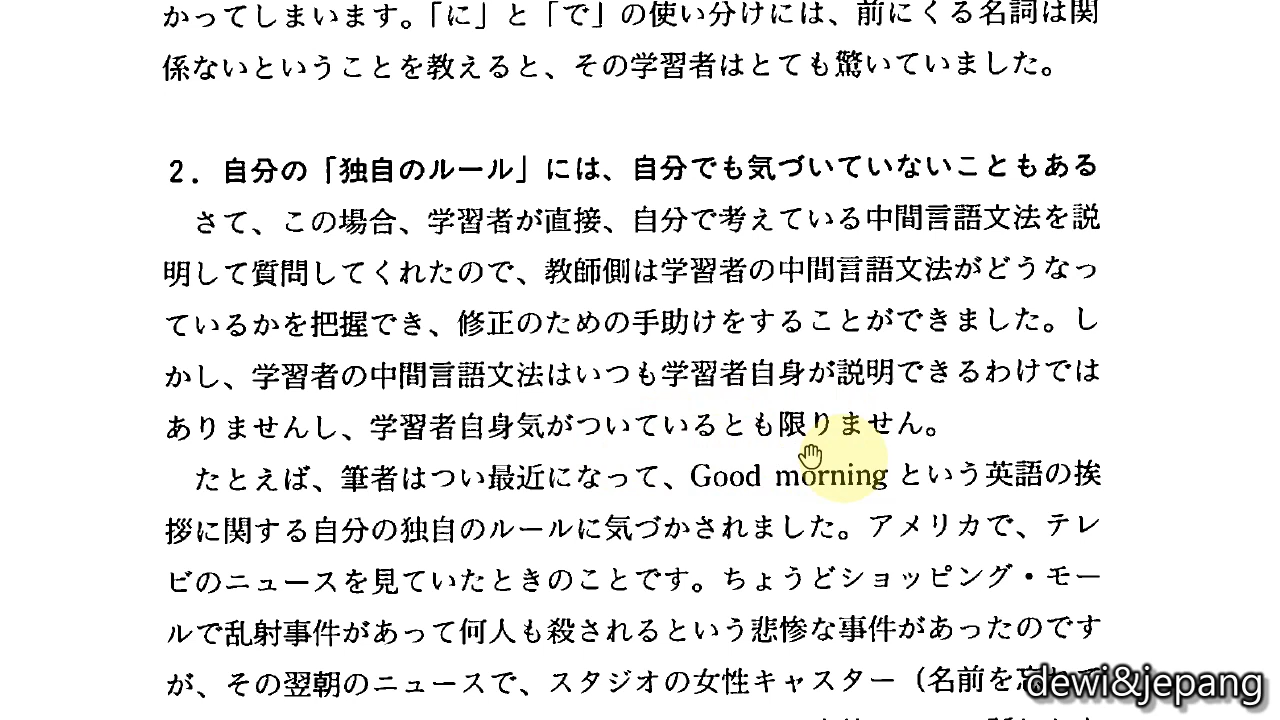 かってしまいます。「に」と「で」の使い分けには、前にくる名詞は関
係ないということを教えると、その学習者はとても驚いていました。
2．自分の「独自のルール」には、自分でも気づいていないこともある
さて、この場合、学習者が直接、自分で考えている中間言語文法を説
明して質問してくれたので、教師側は学習者の中間言語文法がどうなっ
ているかを把握でき、修正のための手助けをすることができました。し
かし、学習者の中間言語文法はいつも学習者自身が説明できるわけでは
ありませんし、学習者自身気がついているとも限りません。
たとえば、筆者はつい最近になって、Good morning という英語の挨
拶に関する自分の独自のルールに気づかされました。アメリカで、テレ
ビのニュースを見ていたときのことです。ちょうどショッピング・モー
ルで乱射事件があって何人も殺されるという悲惨な事件があったのです
が、その翌朝のニュースで、スタジオの女性キャスター（名前を
dewi&jepang